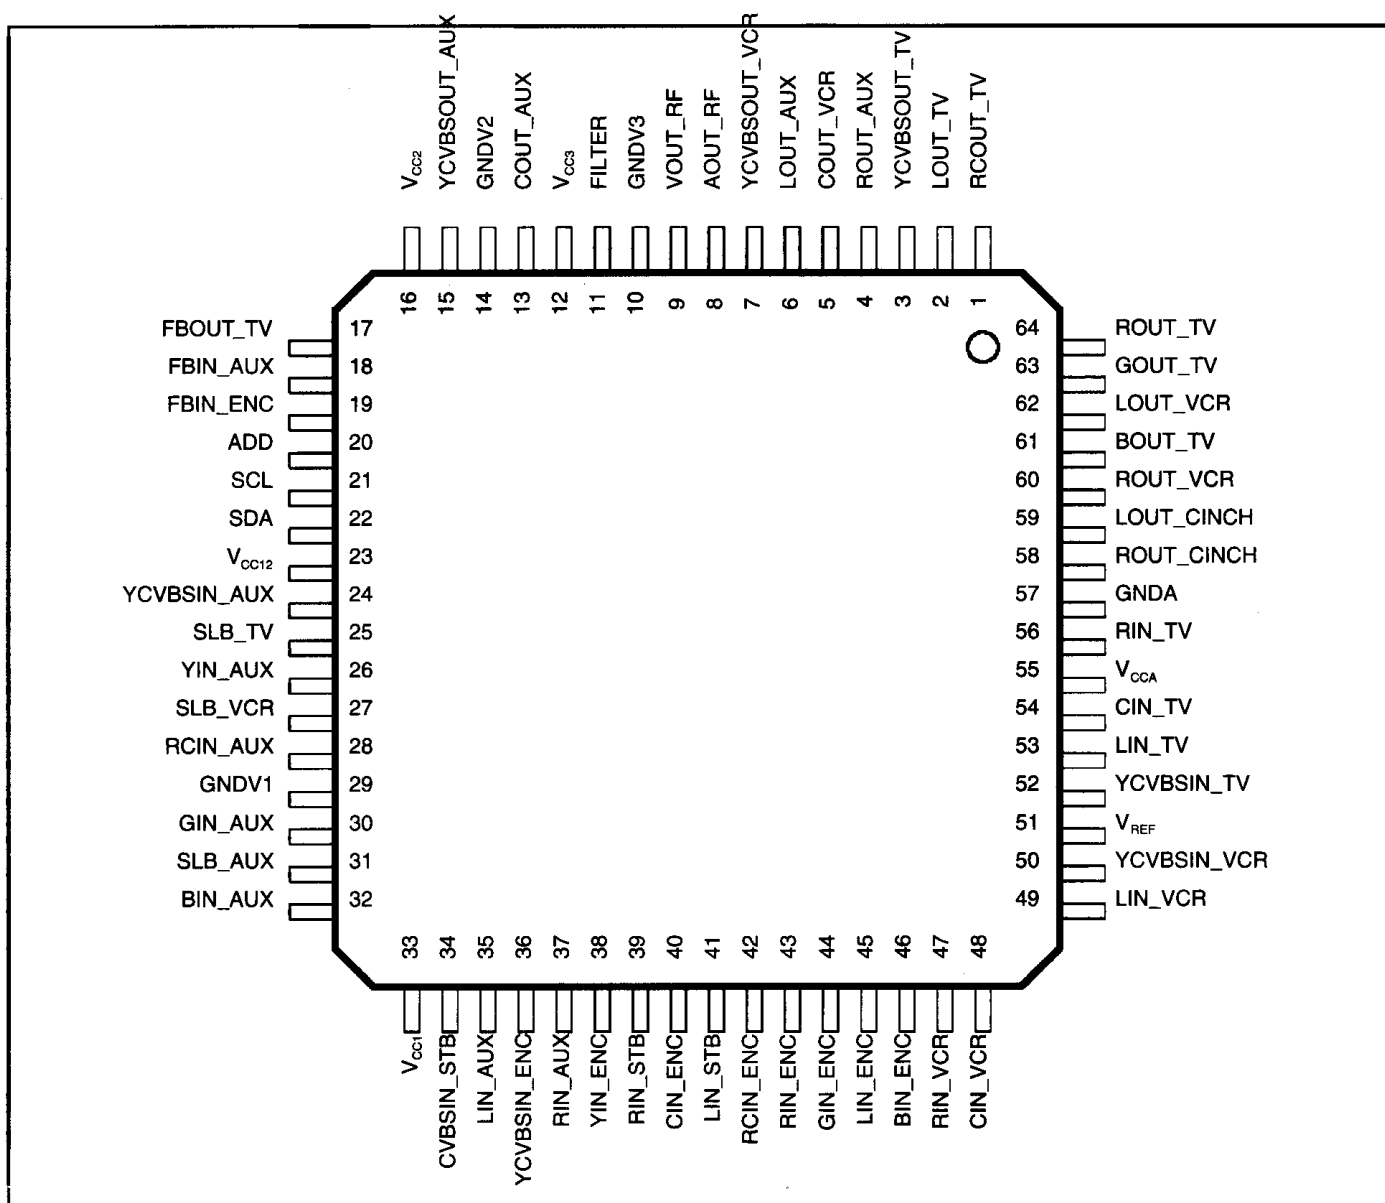 V_CC2
YCVBSOUT_AUX
GNDV2
COUT_AUX
V_CC3
FILTER
GNDV3
VOUT_RF
AOUT_RF
YCVBSOUT_VCR
LOUT_AUX
COUT_VCR
ROUT_AUX
YCVBSOUT_TV
LOUT_TV
RCOUT_TV
16 15 14 13 12 11 10 9 8 7 6 5 4 3 2 1
FBOUT_TV 17 64 ROUT_TV
FBIN_AUX 18 63 GOUT_TV
FBIN_ENC 19 62 LOUT_VCR
ADD 20 61 BOUT_TV
SCL 21 60 ROUT_VCR
SDA 22 59 LOUT_CINCH
V_CC12 23 58 ROUT_CINCH
YCVBSIN_AUX 24 57 GNDA
SLB_TV 25 56 RIN_TV
YIN_AUX 26 55 V_CCA
SLB_VCR 27 54 CIN_TV
RCIN_AUX 28 53 LIN_TV
GNDV1 29 52 YCVBSIN_TV
GIN_AUX 30 51 V_REF
SLB_AUX 31 50 YCVBSIN_VCR
BIN_AUX 32 49 LIN_VCR
33 34 35 36 37 38 39 40 41 42 43 44 45 46 47 48
V_CC1
CVBSIN_STB
LIN_AUX
YCVBSIN_ENC
RIN_AUX
YIN_ENC
RIN_STB
CIN_ENC
LIN_STB
RCIN_ENC
RIN_ENC
GIN_ENC
LIN_ENC
BIN_ENC
RIN_VCR
CIN_VCR